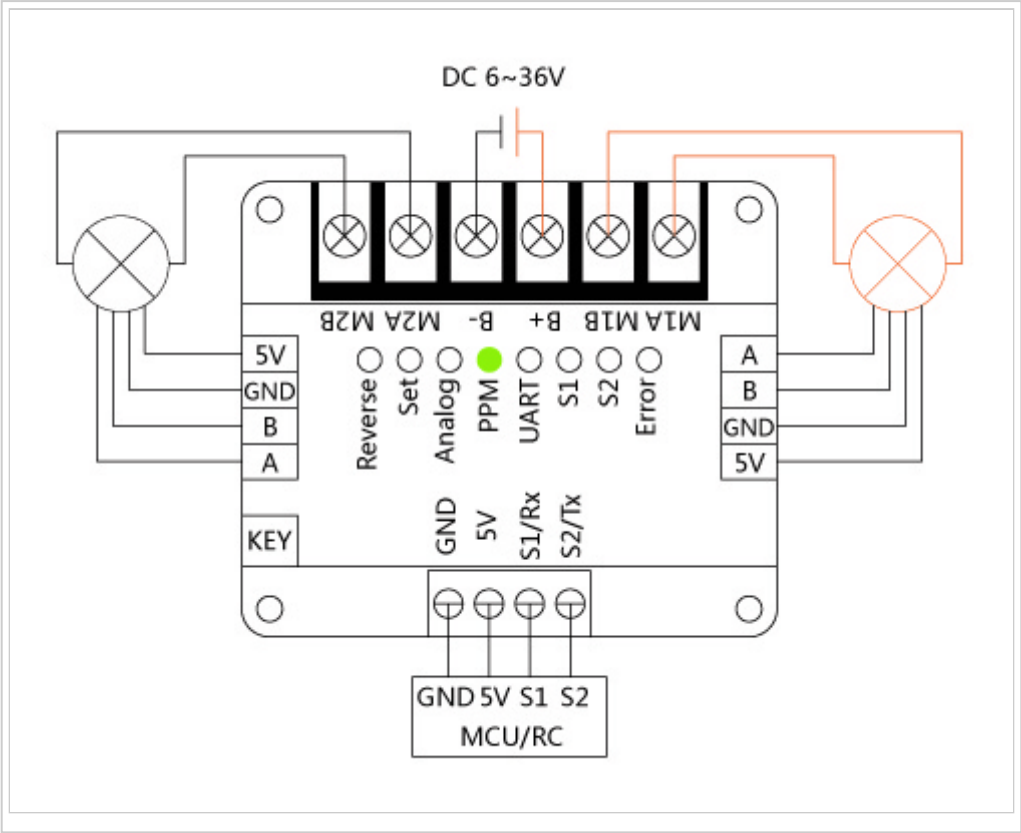 DC 6~36V
M2B M2A B- B+ M1B M1A
Reverse Set Analog PPM UART S1 S2 Error
5V
GND
B
A
KEY
A
B
GND
5V
GND 5V S1/Rx S2/Tx
GND 5V S1 S2
MCU/RC